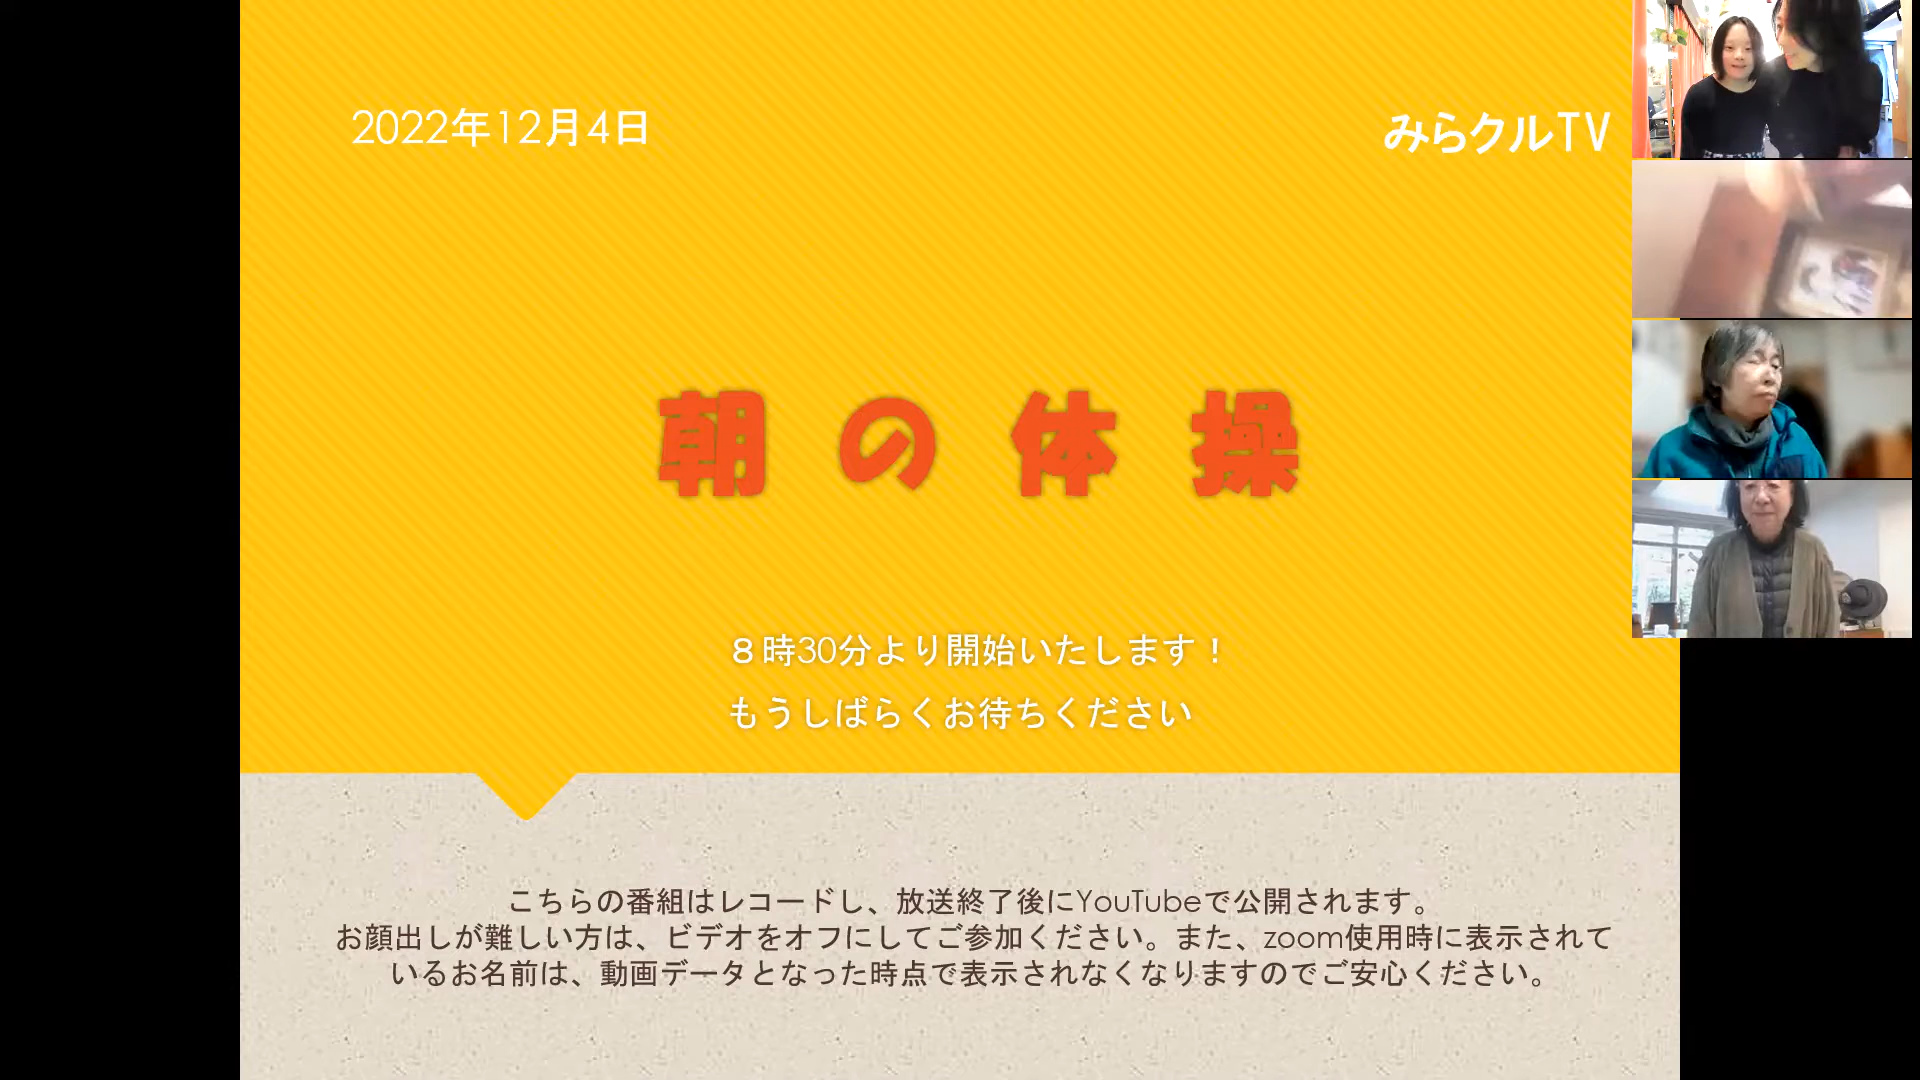 2022年12月4日
みらクルTV
朝の体操
８時30分より開始いたします！
もうしばらくお待ちください
こちらの番組はレコードし、放送終了後にYouTubeで公開されます。
お顔出しが難しい方は、ビデオをオフにしてご参加ください。また、zoom使用時に表示されて
いるお名前は、動画データとなった時点で表示されなくなりますのでご安心ください。